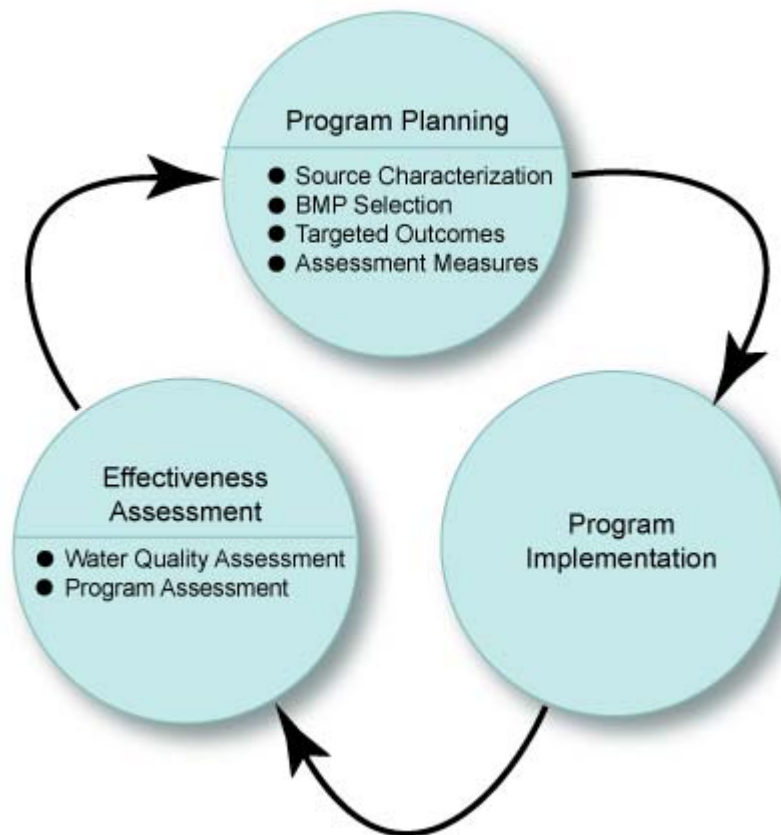 Program Planning
● Source Characterization
● BMP Selection
● Targeted Outcomes
● Assessment Measures
Effectiveness
Assessment
● Water Quality Assessment
● Program Assessment
Program
Implementation